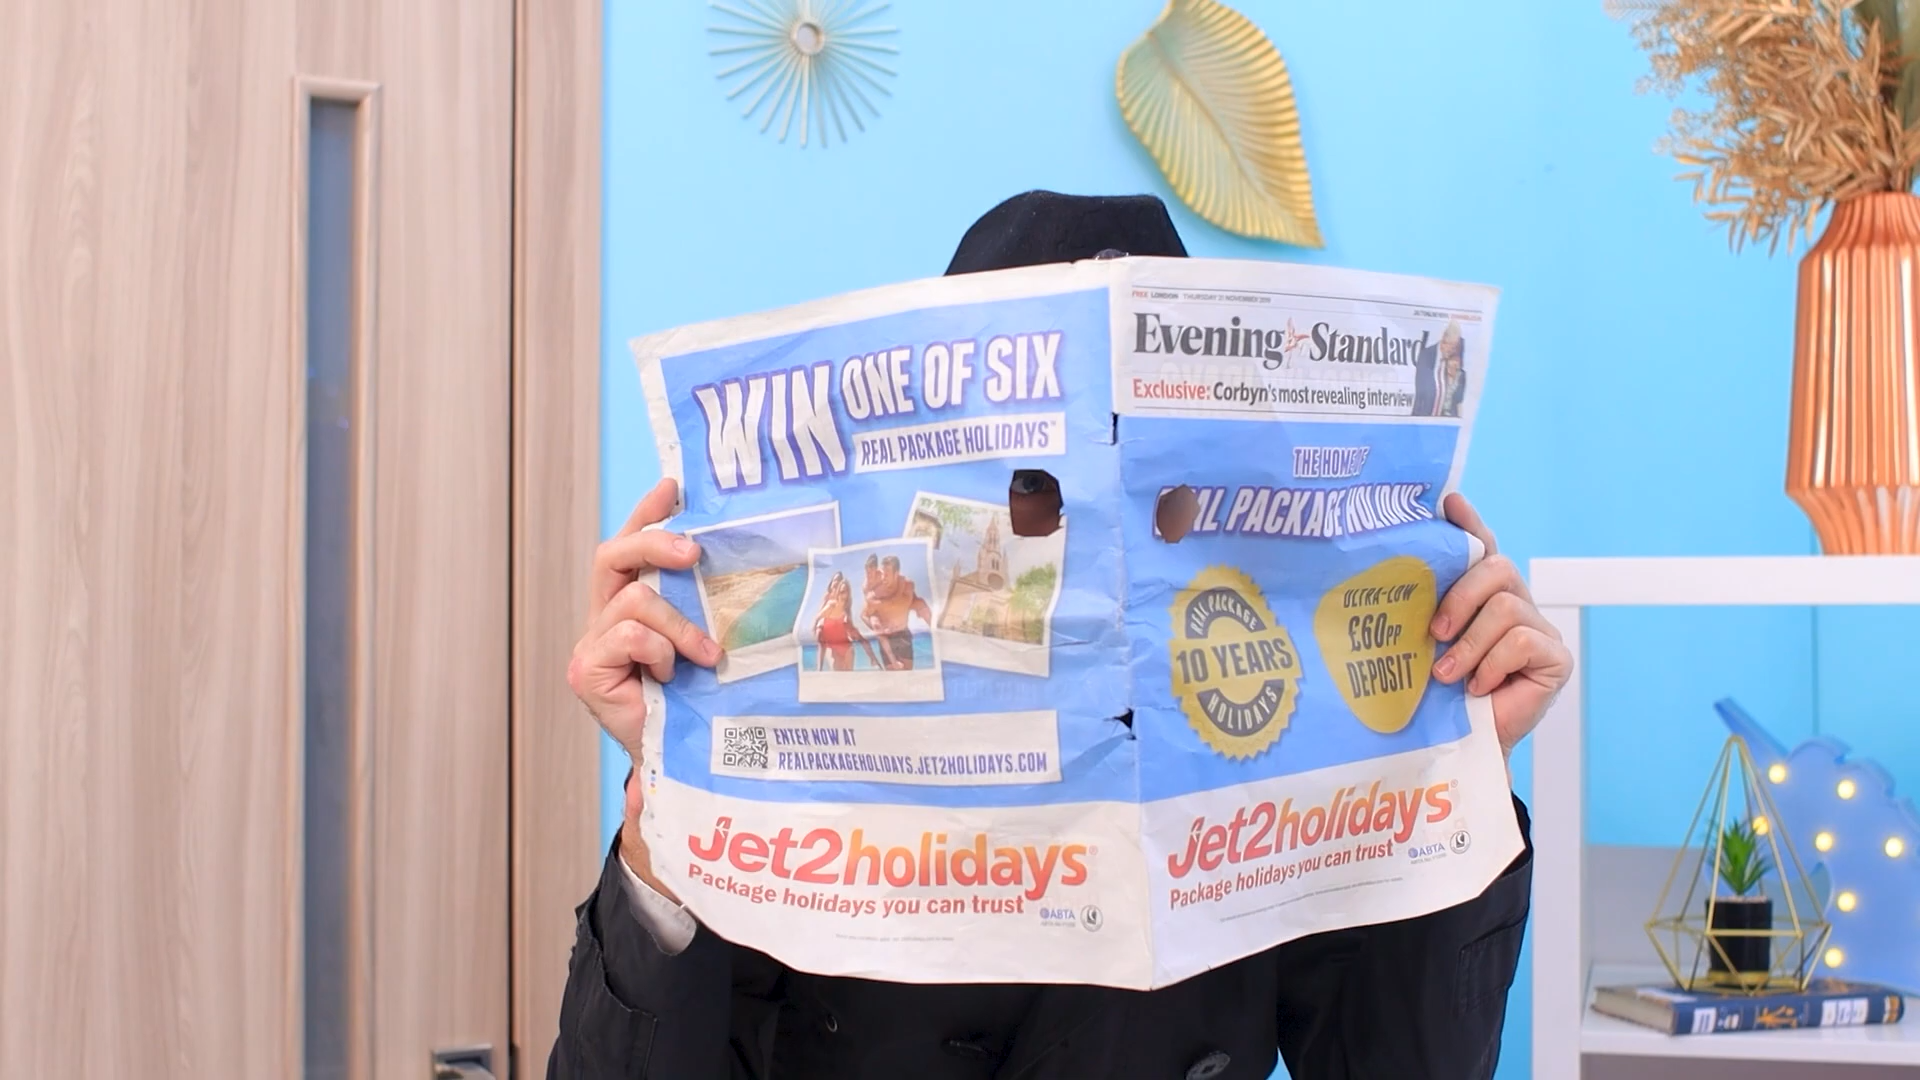 WIN ONE OF SIX
REAL PACKAGE HOLIDAYS™
ENTER NOW AT
REALPACKAGEHOLIDAYS.JET2HOLIDAYS.COM
Jet2holidays®
Package holidays you can trust
ABTA
FREE LONDON THURSDAY 21 NOVEMBER 2019
Evening Standard
Exclusive: Corbyn's most revealing interview
THE HOME OF
AL PACKAGE HOLIDAYS™
REAL PACKAGE
10 YEARS
HOLIDAYS
ULTRA-LOW
£60PP
DEPOSIT*
Jet2holidays®
Package holidays you can trust
ABTA